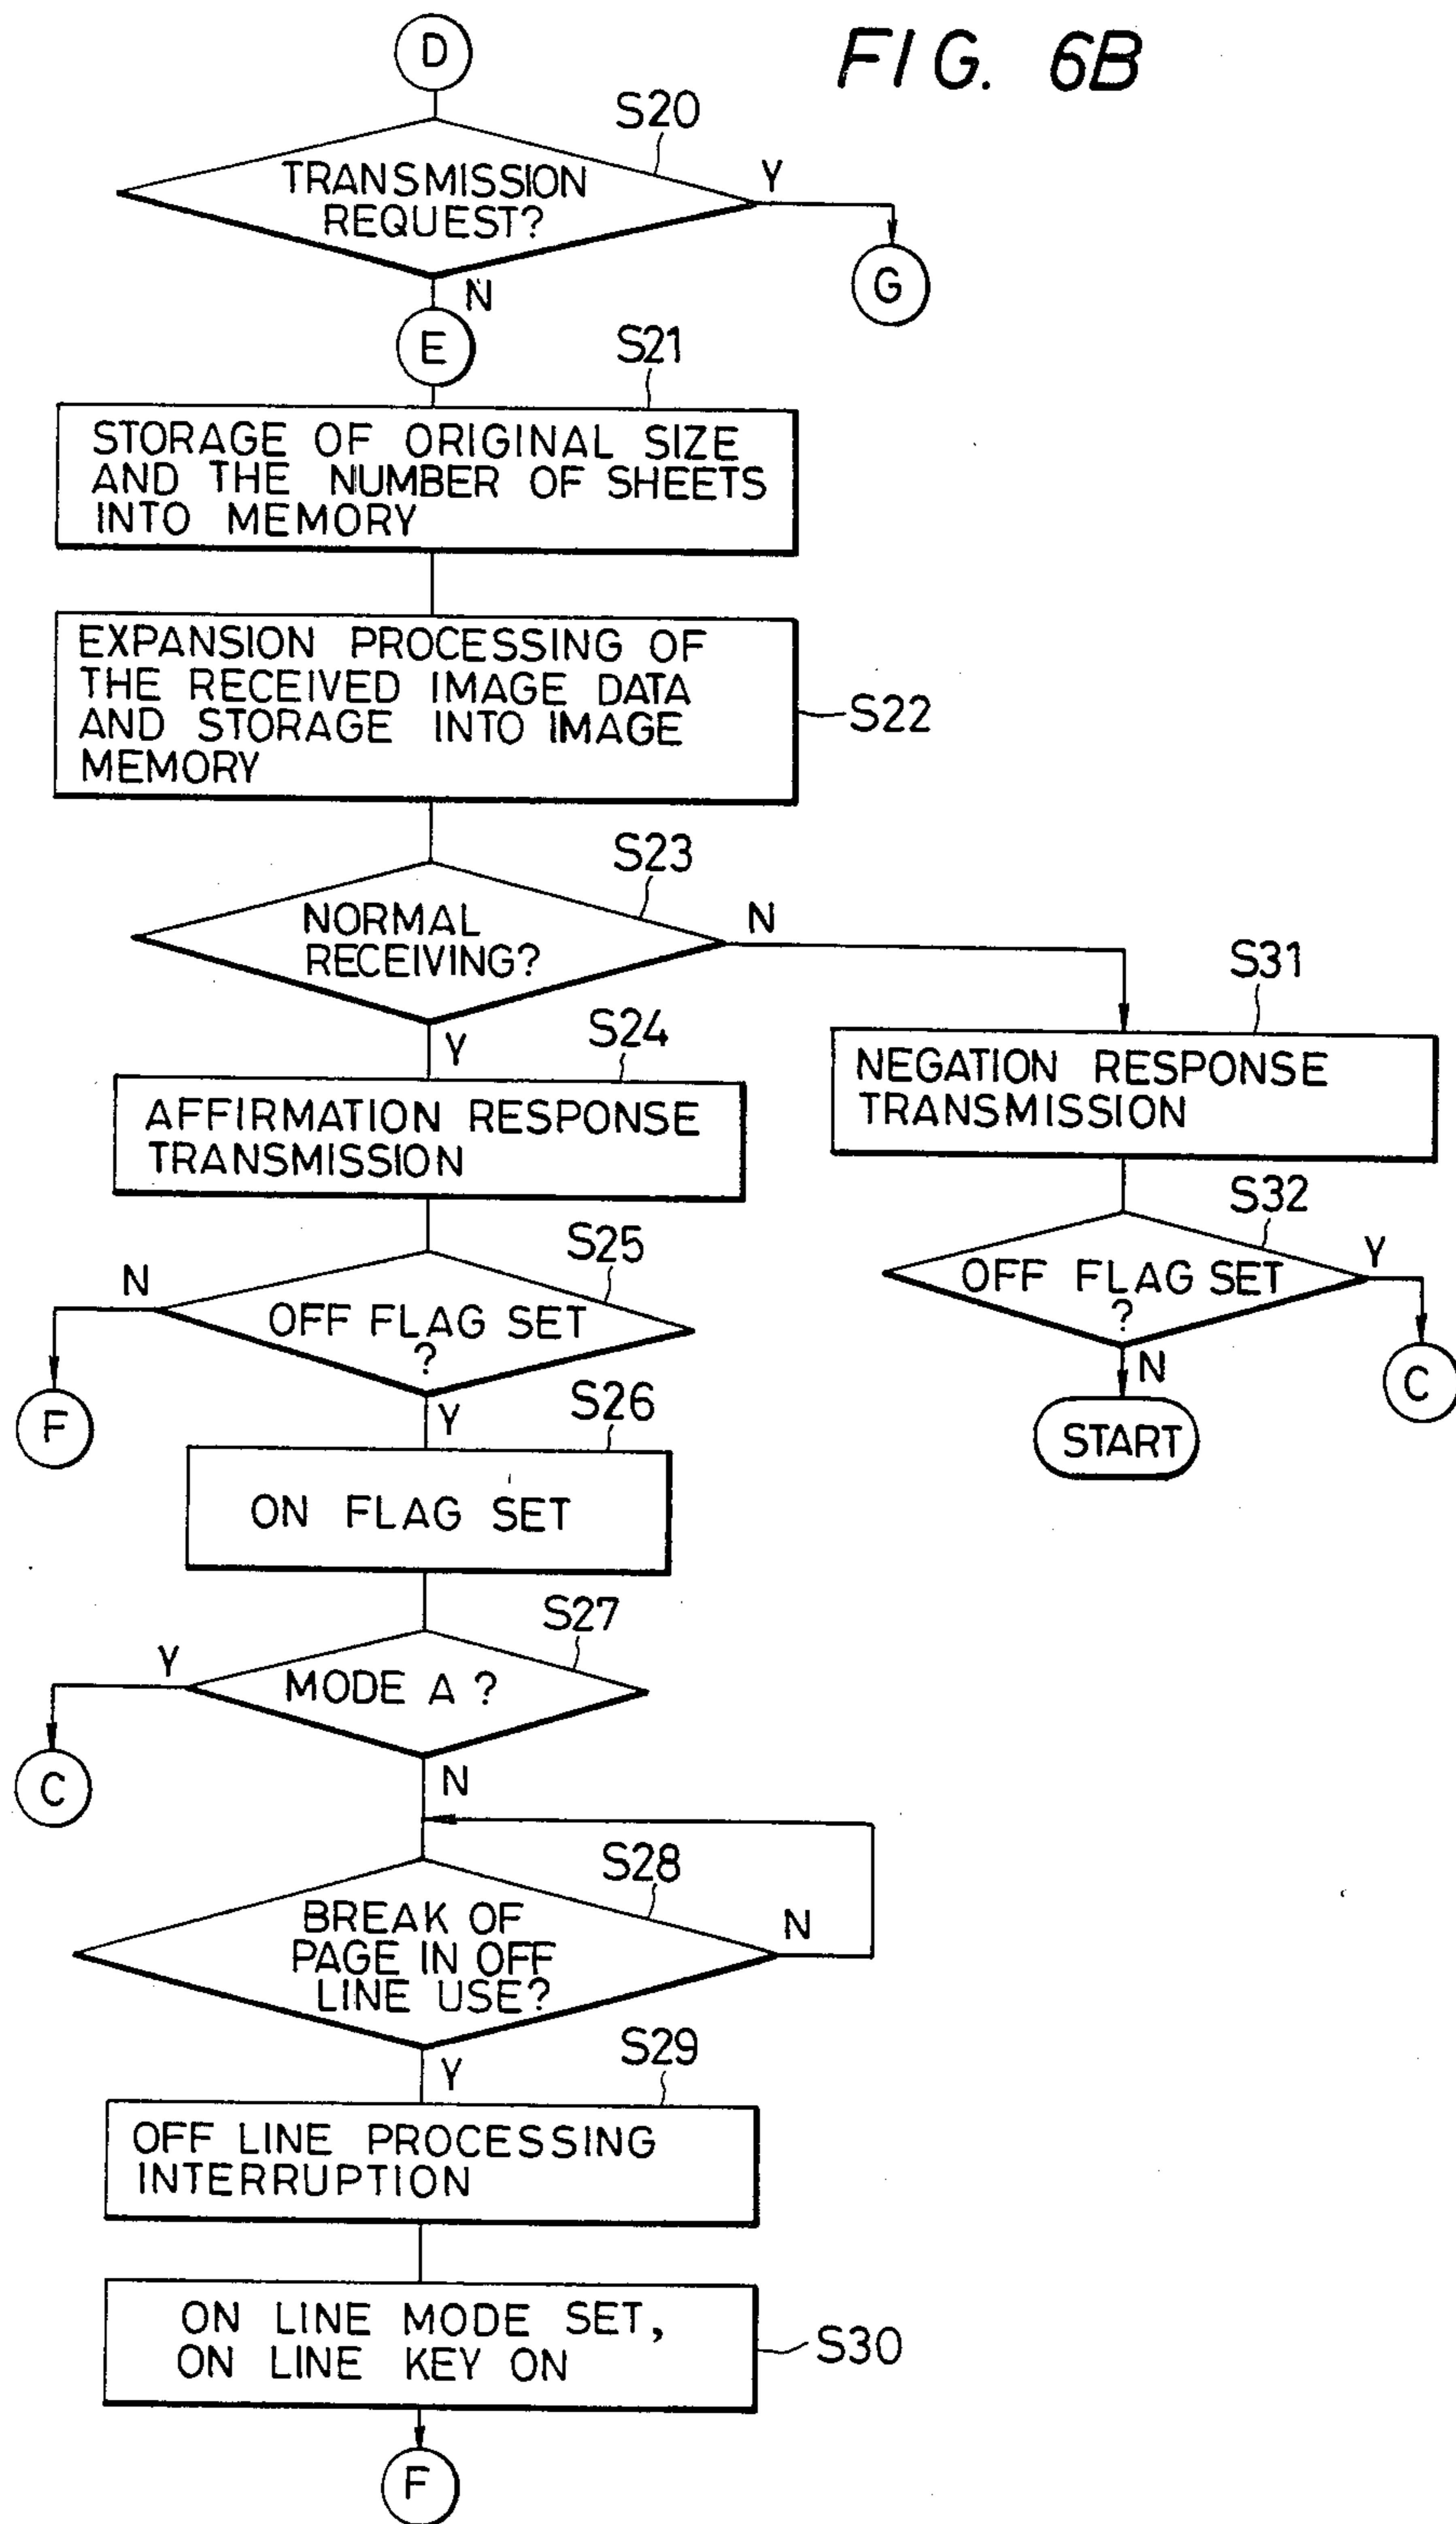 FIG. 6B
D
S20
TRANSMISSION
REQUEST?
Y
G
N
E
S21
STORAGE OF ORIGINAL SIZE
AND THE NUMBER OF SHEETS
INTO MEMORY
EXPANSION PROCESSING OF
THE RECEIVED IMAGE DATA
AND STORAGE INTO IMAGE
MEMORY
S22
S23
NORMAL
RECEIVING?
N
Y
S24
AFFIRMATION RESPONSE
TRANSMISSION
S31
NEGATION RESPONSE
TRANSMISSION
S32
OFF FLAG SET
?
Y
C
N
START
S25
OFF FLAG SET
?
N
F
Y
S26
ON FLAG SET
S27
MODE A ?
Y
C
N
S28
BREAK OF
PAGE IN OFF
LINE USE?
N
Y
S29
OFF LINE PROCESSING
INTERRUPTION
ON LINE MODE SET,
ON LINE KEY ON
S30
F